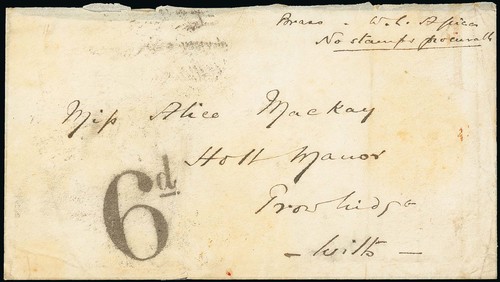 Brass - W. C. Africa
No stamps procurable
Miss Alice Mackay
Holt Manor
Trowbridge
- Wilts -
6d.